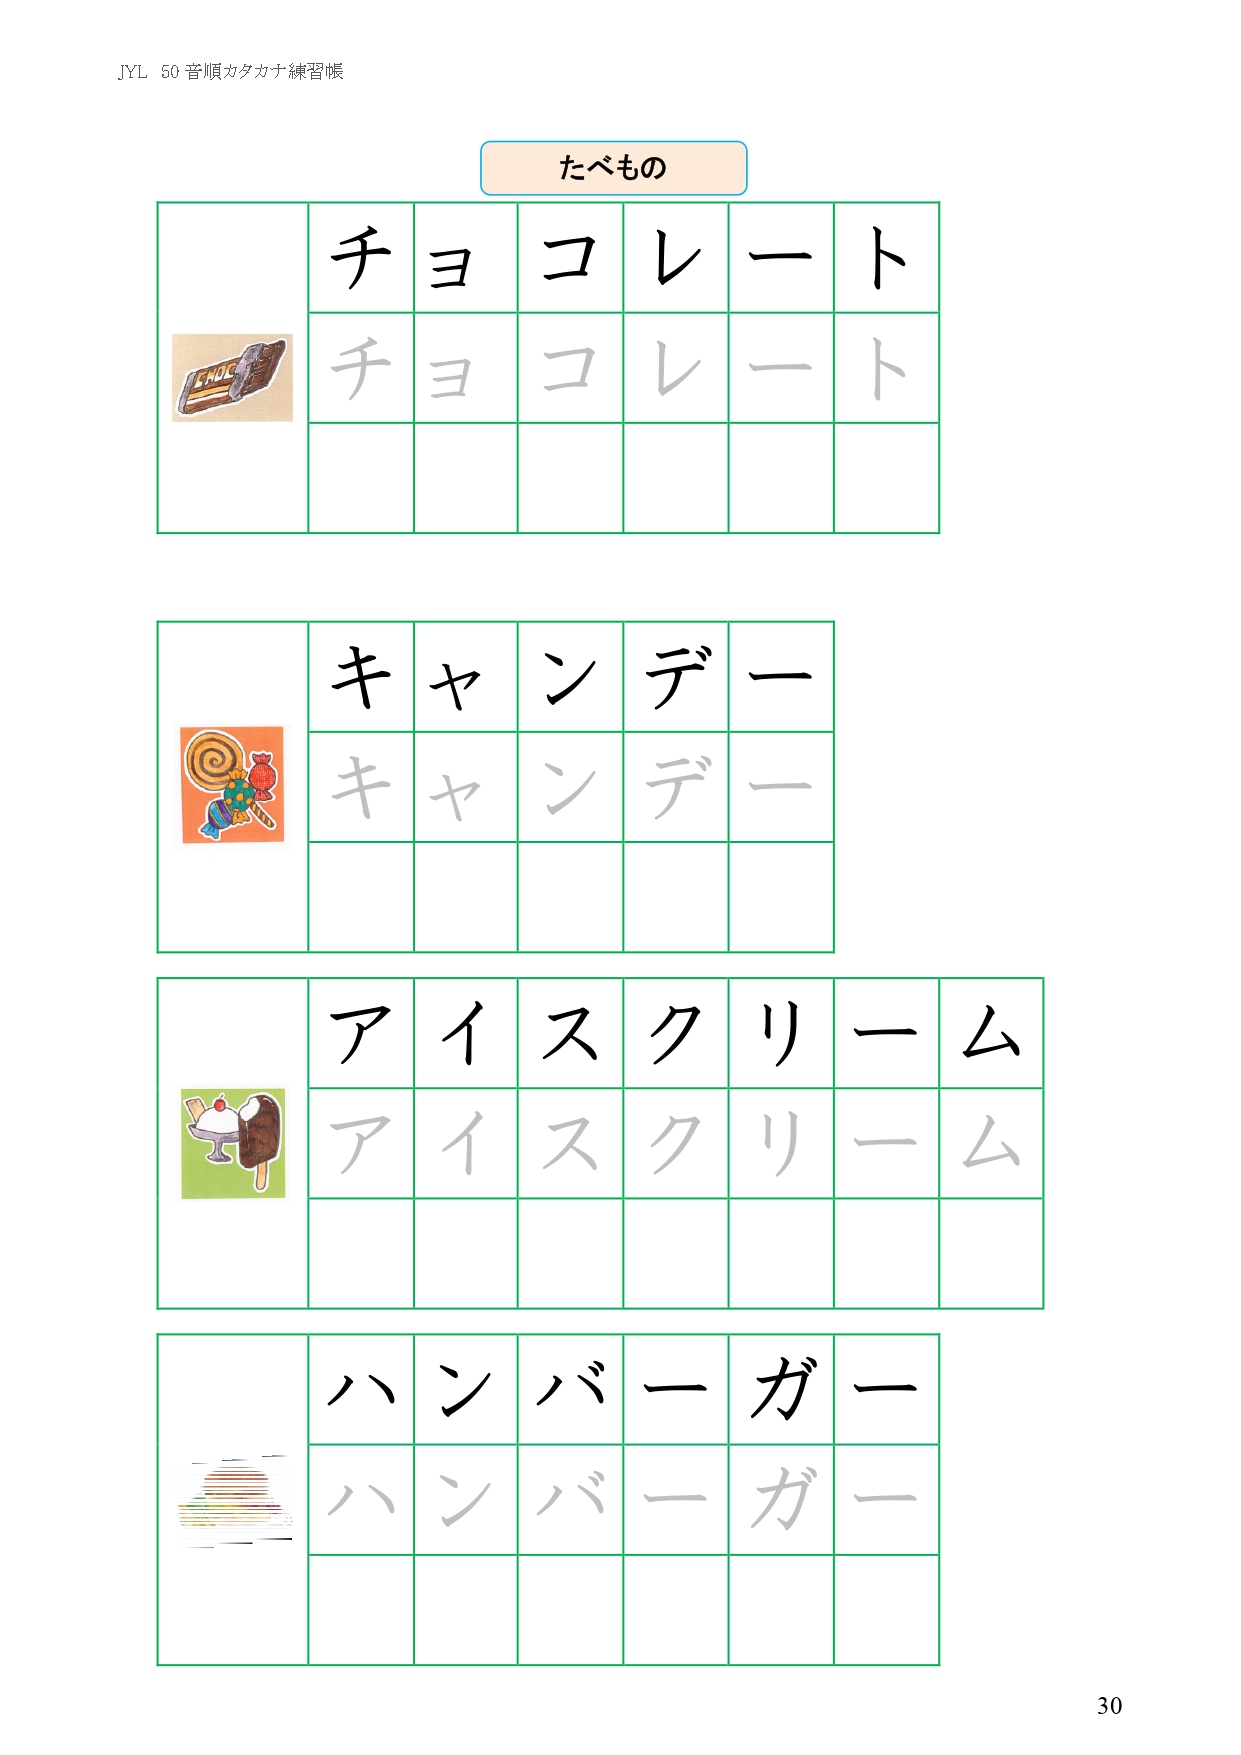 JYL 50音順カタカナ練習帳
たべもの
チョコレート
CHOC
チョコレート
キャンデー
キャンデー
アイスクリーム
アイスクリーム
ハンバーガー
ハンバーガー
30